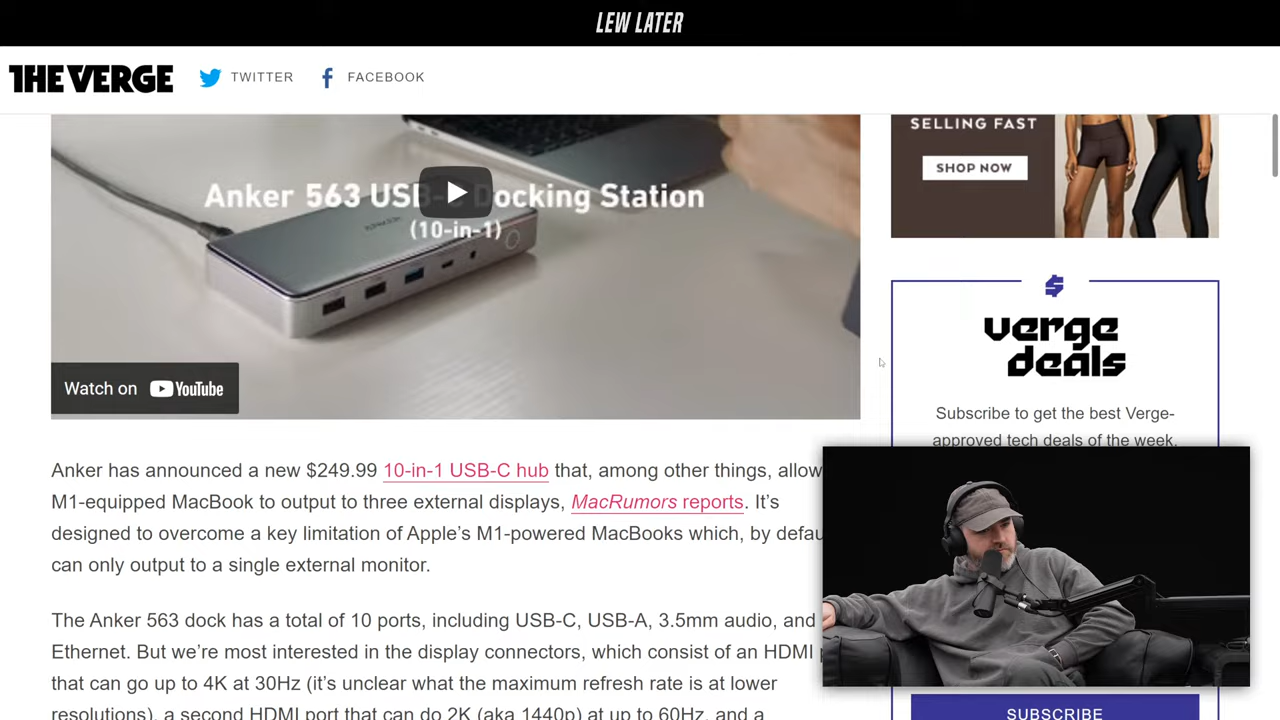 LEW LATER
THE VERGE
TWITTER
FACEBOOK
Anker 563 USB-C Docking Station
(10-in-1)
Watch on YouTube
SELLING FAST
SHOP NOW
$
verge
deals
Subscribe to get the best Verge-
approved tech deals of the week.
SUBSCRIBE
Anker has announced a new $249.99 10-in-1 USB-C hub that, among other things, allow
M1-equipped MacBook to output to three external displays, MacRumors reports. It's
designed to overcome a key limitation of Apple's M1-powered MacBooks which, by defau
can only output to a single external monitor.
The Anker 563 dock has a total of 10 ports, including USB-C, USB-A, 3.5mm audio, and
Ethernet. But we're most interested in the display connectors, which consist of an HDMI
that can go up to 4K at 30Hz (it's unclear what the maximum refresh rate is at lower
resolutions), a second HDMI port that can do 2K (aka 1440p) at up to 60Hz, and a